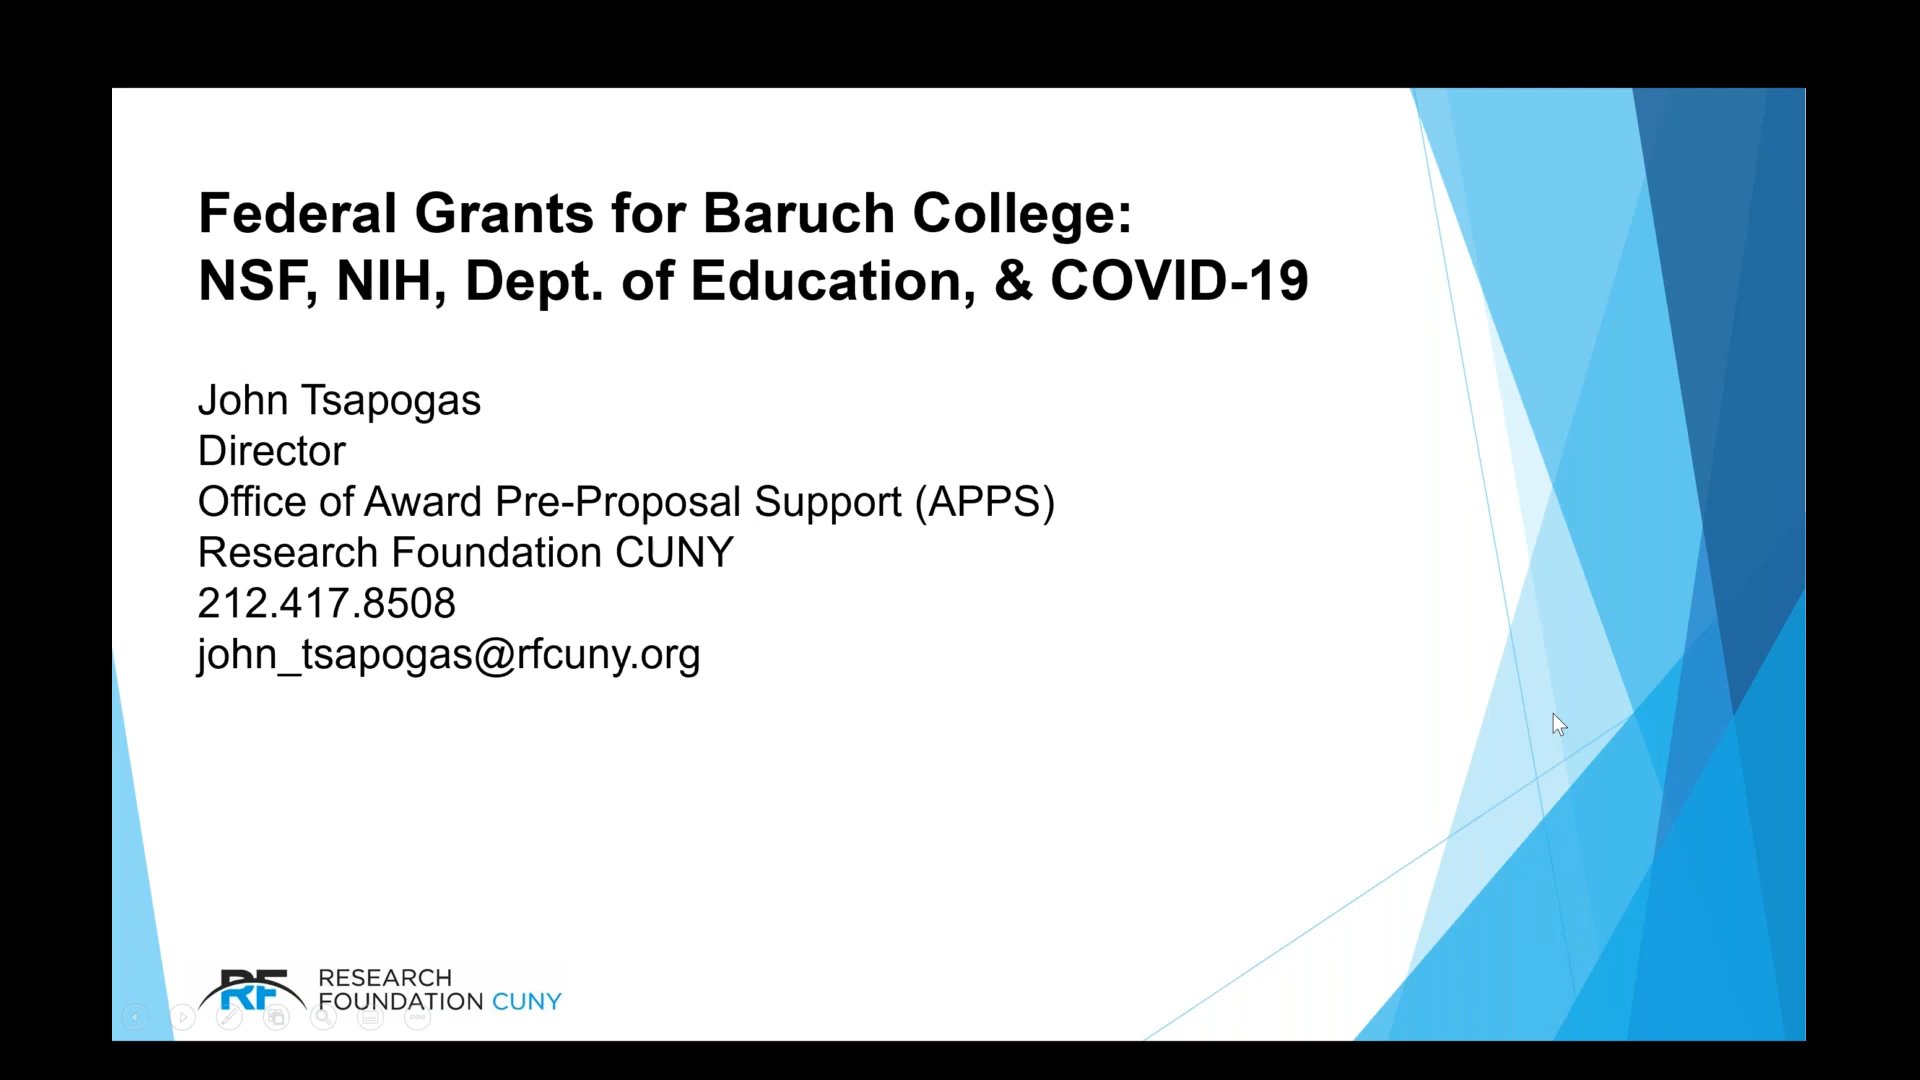 Federal Grants for Baruch College:
NSF, NIH, Dept. of Education, & COVID-19
John Tsapogas
Director
Office of Award Pre-Proposal Support (APPS)
Research Foundation CUNY
212.417.8508
john_tsapogas@rfcuny.org
RF
RESEARCH
FOUNDATION CUNY